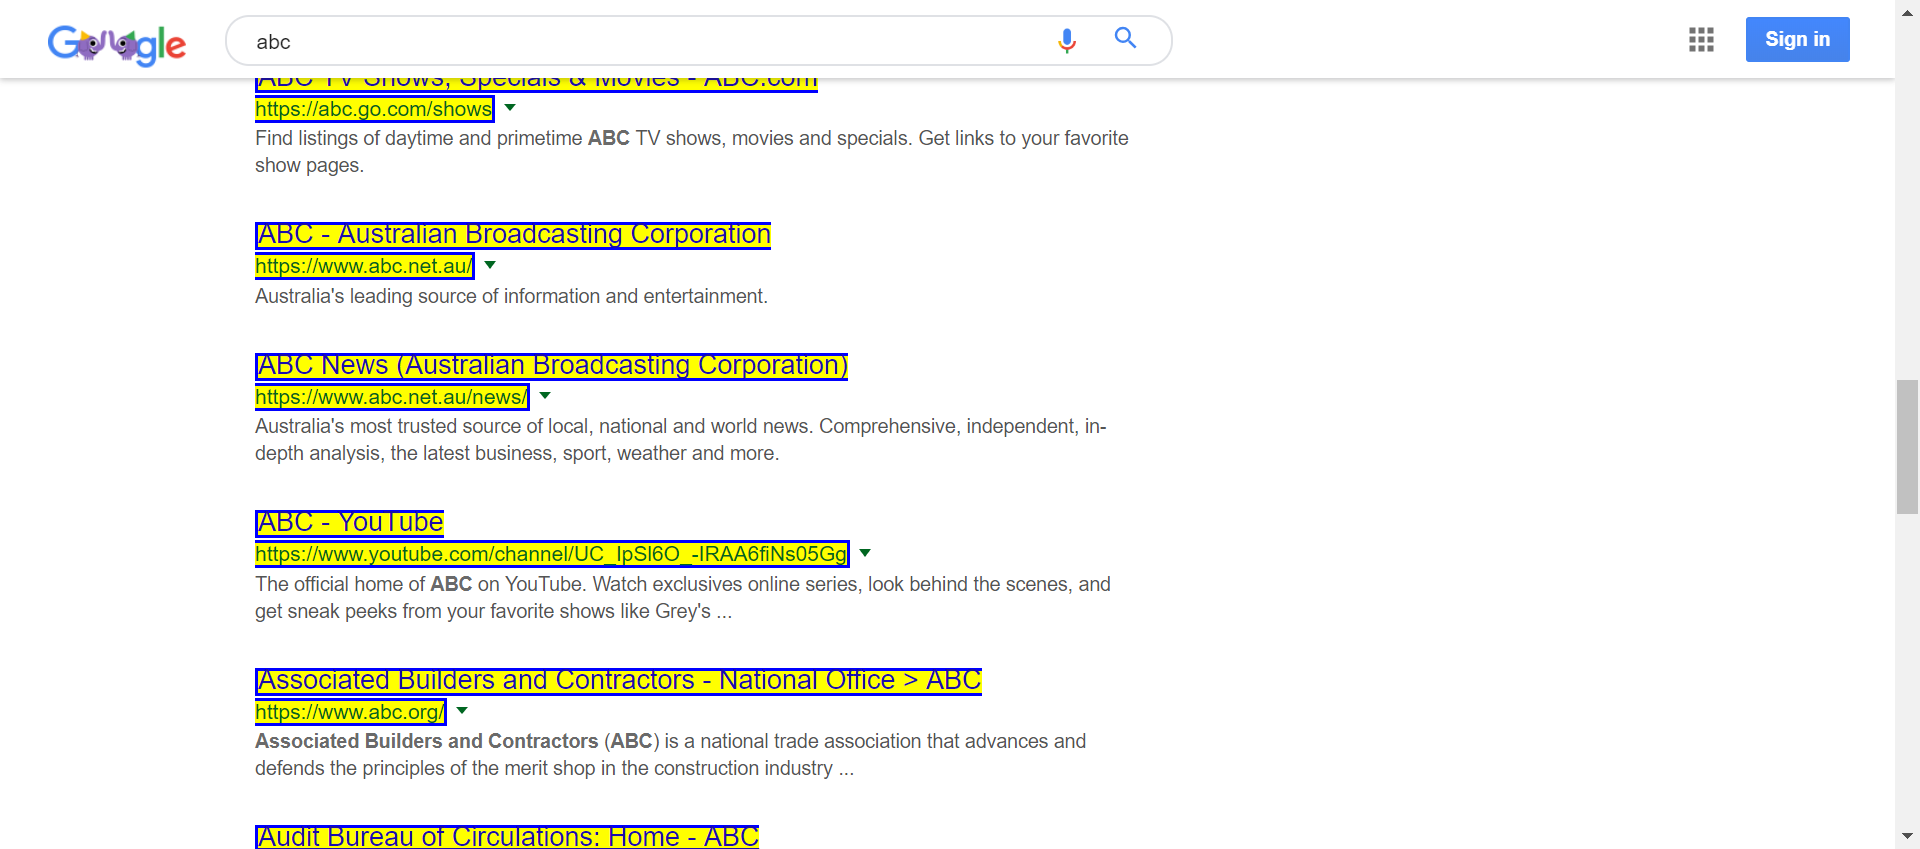 Google
abc
Sign in
ABC TV Shows, Specials & Movies - ABC.com
https://abc.go.com/shows
Find listings of daytime and primetime ABC TV shows, movies and specials. Get links to your favorite
show pages.
ABC - Australian Broadcasting Corporation
https://www.abc.net.au/
Australia's leading source of information and entertainment.
ABC News (Australian Broadcasting Corporation)
https://www.abc.net.au/news/
Australia's most trusted source of local, national and world news. Comprehensive, independent, in-
depth analysis, the latest business, sport, weather and more.
ABC - YouTube
https://www.youtube.com/channel/UC_IpSI6O_-IRAA6fiNs05Gg
The official home of ABC on YouTube. Watch exclusives online series, look behind the scenes, and
get sneak peeks from your favorite shows like Grey's ...
Associated Builders and Contractors - National Office > ABC
https://www.abc.org/
Associated Builders and Contractors (ABC) is a national trade association that advances and
defends the principles of the merit shop in the construction industry ...
Audit Bureau of Circulations: Home - ABC